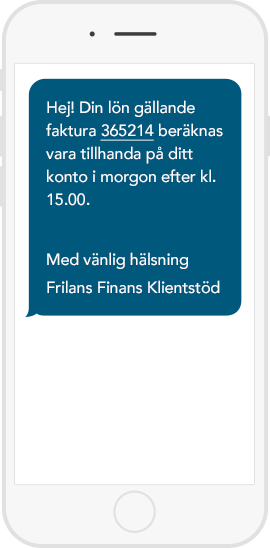 Hej! Din lön gällande
faktura 365214 beräknas
vara tillhanda på ditt
konto i morgon efter kl.
15.00.
Med vänlig hälsning
Frilans Finans Klientstöd